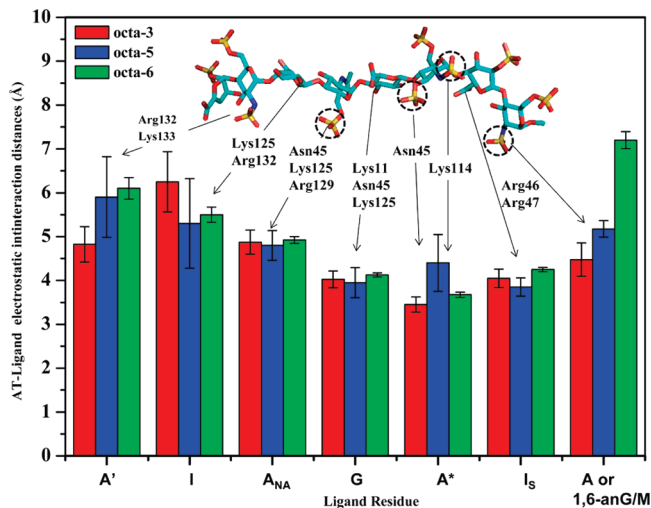 octa-3
octa-5
octa-6
AT-Ligand electrostatic intinteraction distances (Å)
10
9
8
7
6
5
4
3
2
1
0
Arg132
Lys133
Lys125
Arg132
Asn45
Lys125
Arg129
Lys11
Asn45
Lys125
Asn45
Lys114
Arg46
Arg47
A' I ANA G A* IS A or
1,6-anG/M
Ligand Residue